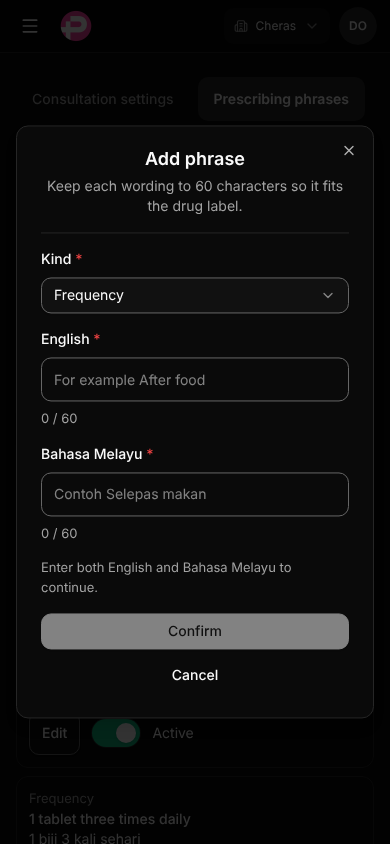 Cheras
DO
Consultation settings
Prescribing phrases
Add phrase
Keep each wording to 60 characters so it fits
the drug label.
Kind *
Frequency
English *
For example After food
0 / 60
Bahasa Melayu *
Contoh Selepas makan
0 / 60
Enter both English and Bahasa Melayu to
continue.
Confirm
Cancel
Edit
Active
Frequency
1 tablet three times daily
1 biji 3 kali sehari